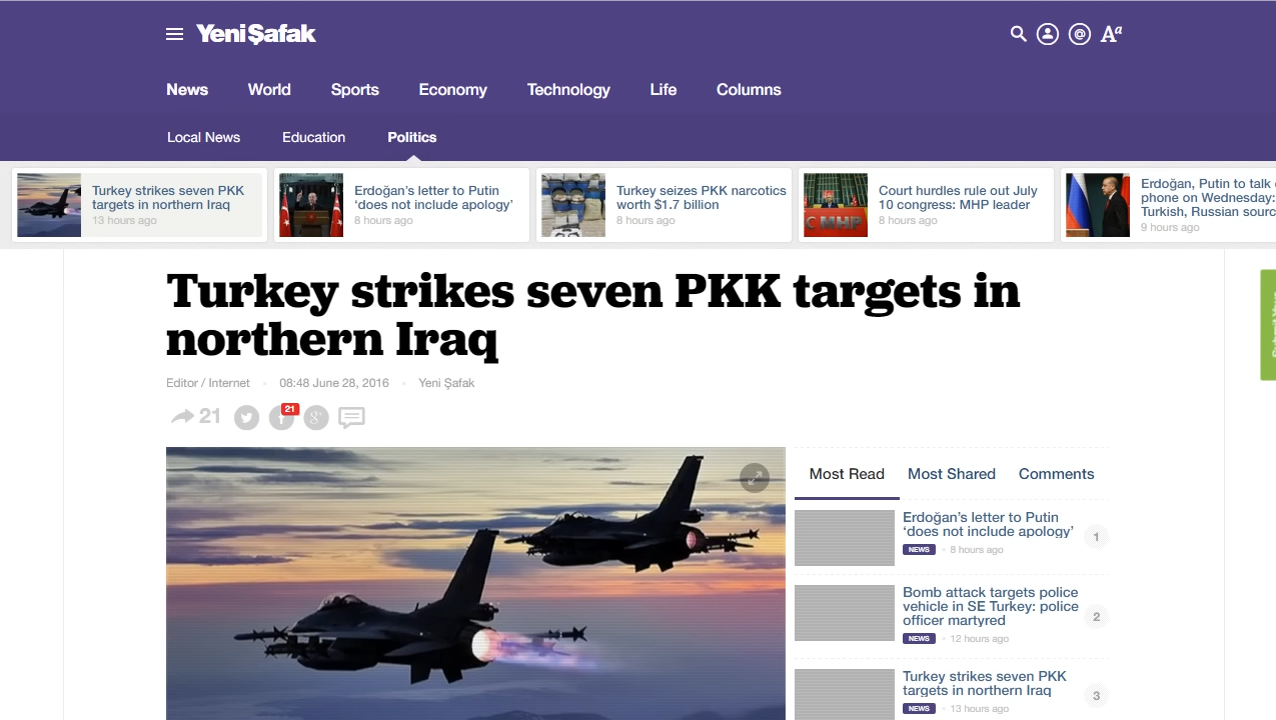 Yeni Şafak
Aa
News World Sports Economy Technology Life Columns
Local News Education Politics
Turkey strikes seven PKK
targets in northern Iraq
13 hours ago
Erdoğan's letter to Putin
'does not include apology'
8 hours ago
Turkey seizes PKK narcotics
worth $1.7 billion
8 hours ago
Court hurdles rule out July
10 congress: MHP leader
8 hours ago
CMHP
Erdoğan, Putin to talk
phone on Wednesday:
Turkish, Russian sourc
9 hours ago
Turkey strikes seven PKK targets in
northern Iraq
Editor / Internet 08:48 June 28, 2016 Yeni Şafak
21 21
Most Read Most Shared Comments
Erdoğan's letter to Putin
'does not include apology'
NEWS 8 hours ago
1
Bomb attack targets police
vehicle in SE Turkey: police
officer martyred
NEWS 12 hours ago
2
Turkey strikes seven PKK
targets in northern Iraq
NEWS 13 hours ago
3